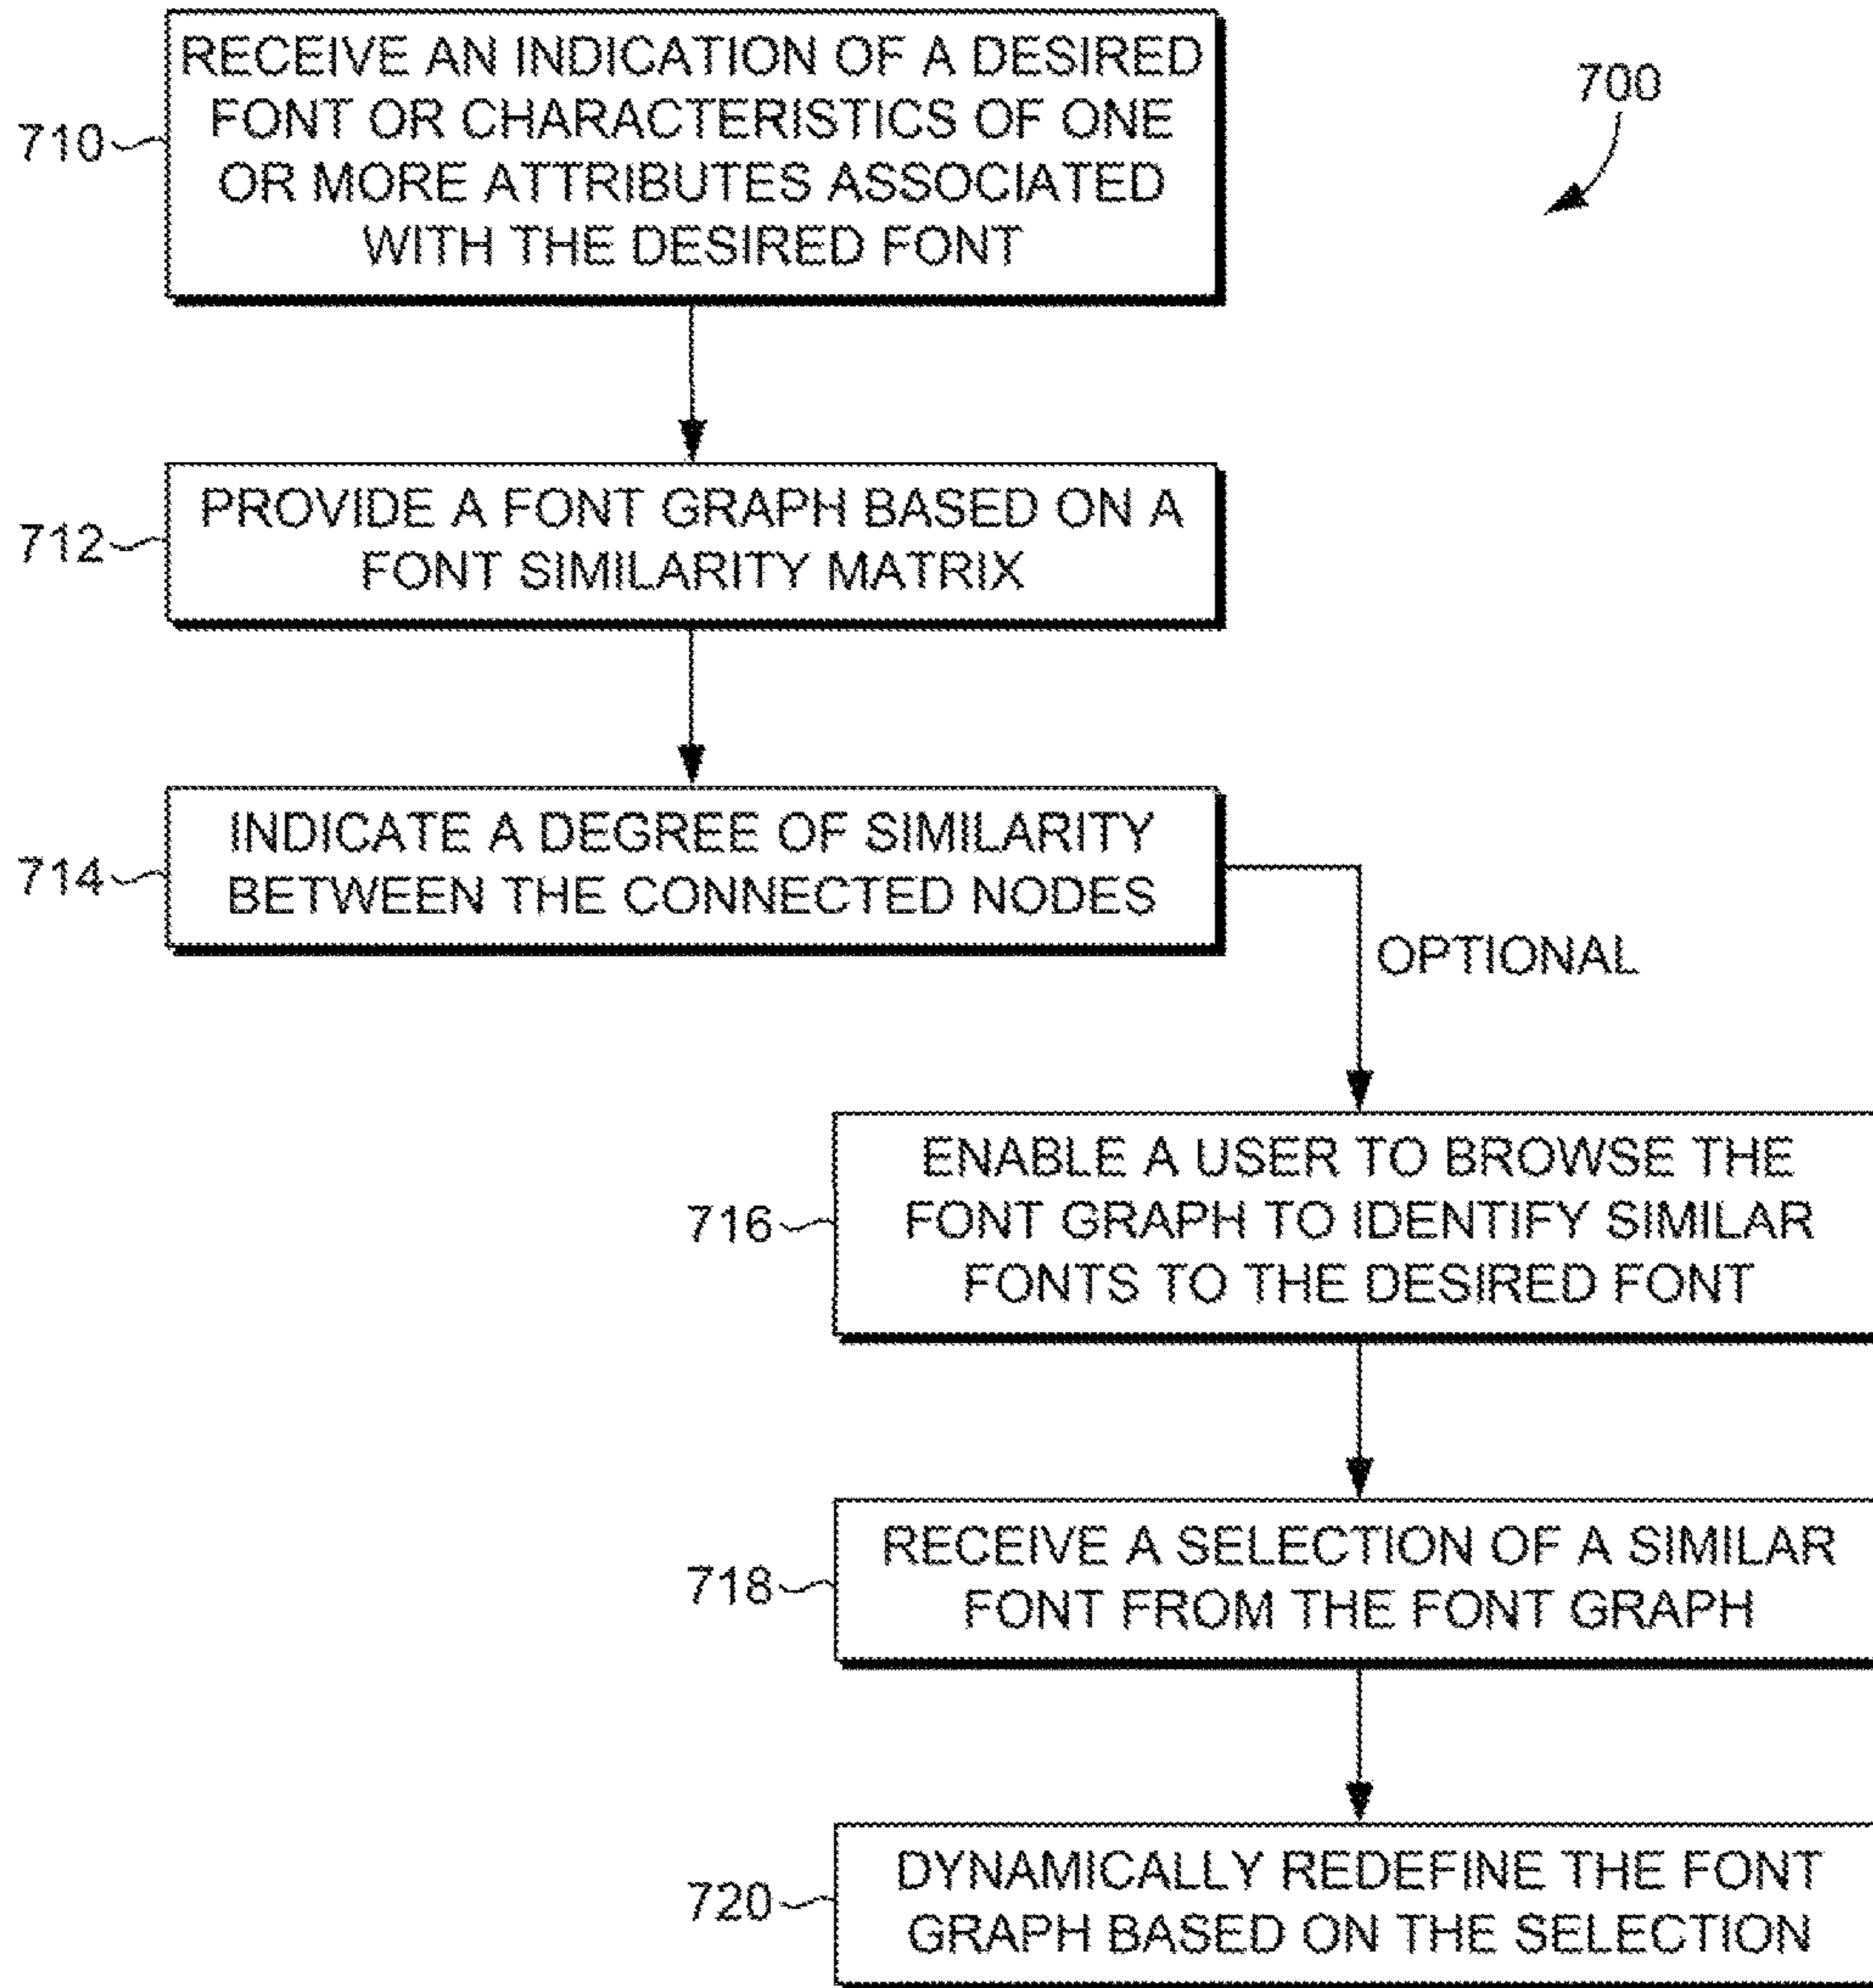 700
710
RECEIVE AN INDICATION OF A DESIRED
FONT OR CHARACTERISTICS OF ONE
OR MORE ATTRIBUTES ASSOCIATED
WITH THE DESIRED FONT
712
PROVIDE A FONT GRAPH BASED ON A
FONT SIMILARITY MATRIX
714
INDICATE A DEGREE OF SIMILARITY
BETWEEN THE CONNECTED NODES
OPTIONAL
716
ENABLE A USER TO BROWSE THE
FONT GRAPH TO IDENTIFY SIMILAR
FONTS TO THE DESIRED FONT
718
RECEIVE A SELECTION OF A SIMILAR
FONT FROM THE FONT GRAPH
720
DYNAMICALLY REDEFINE THE FONT
GRAPH BASED ON THE SELECTION